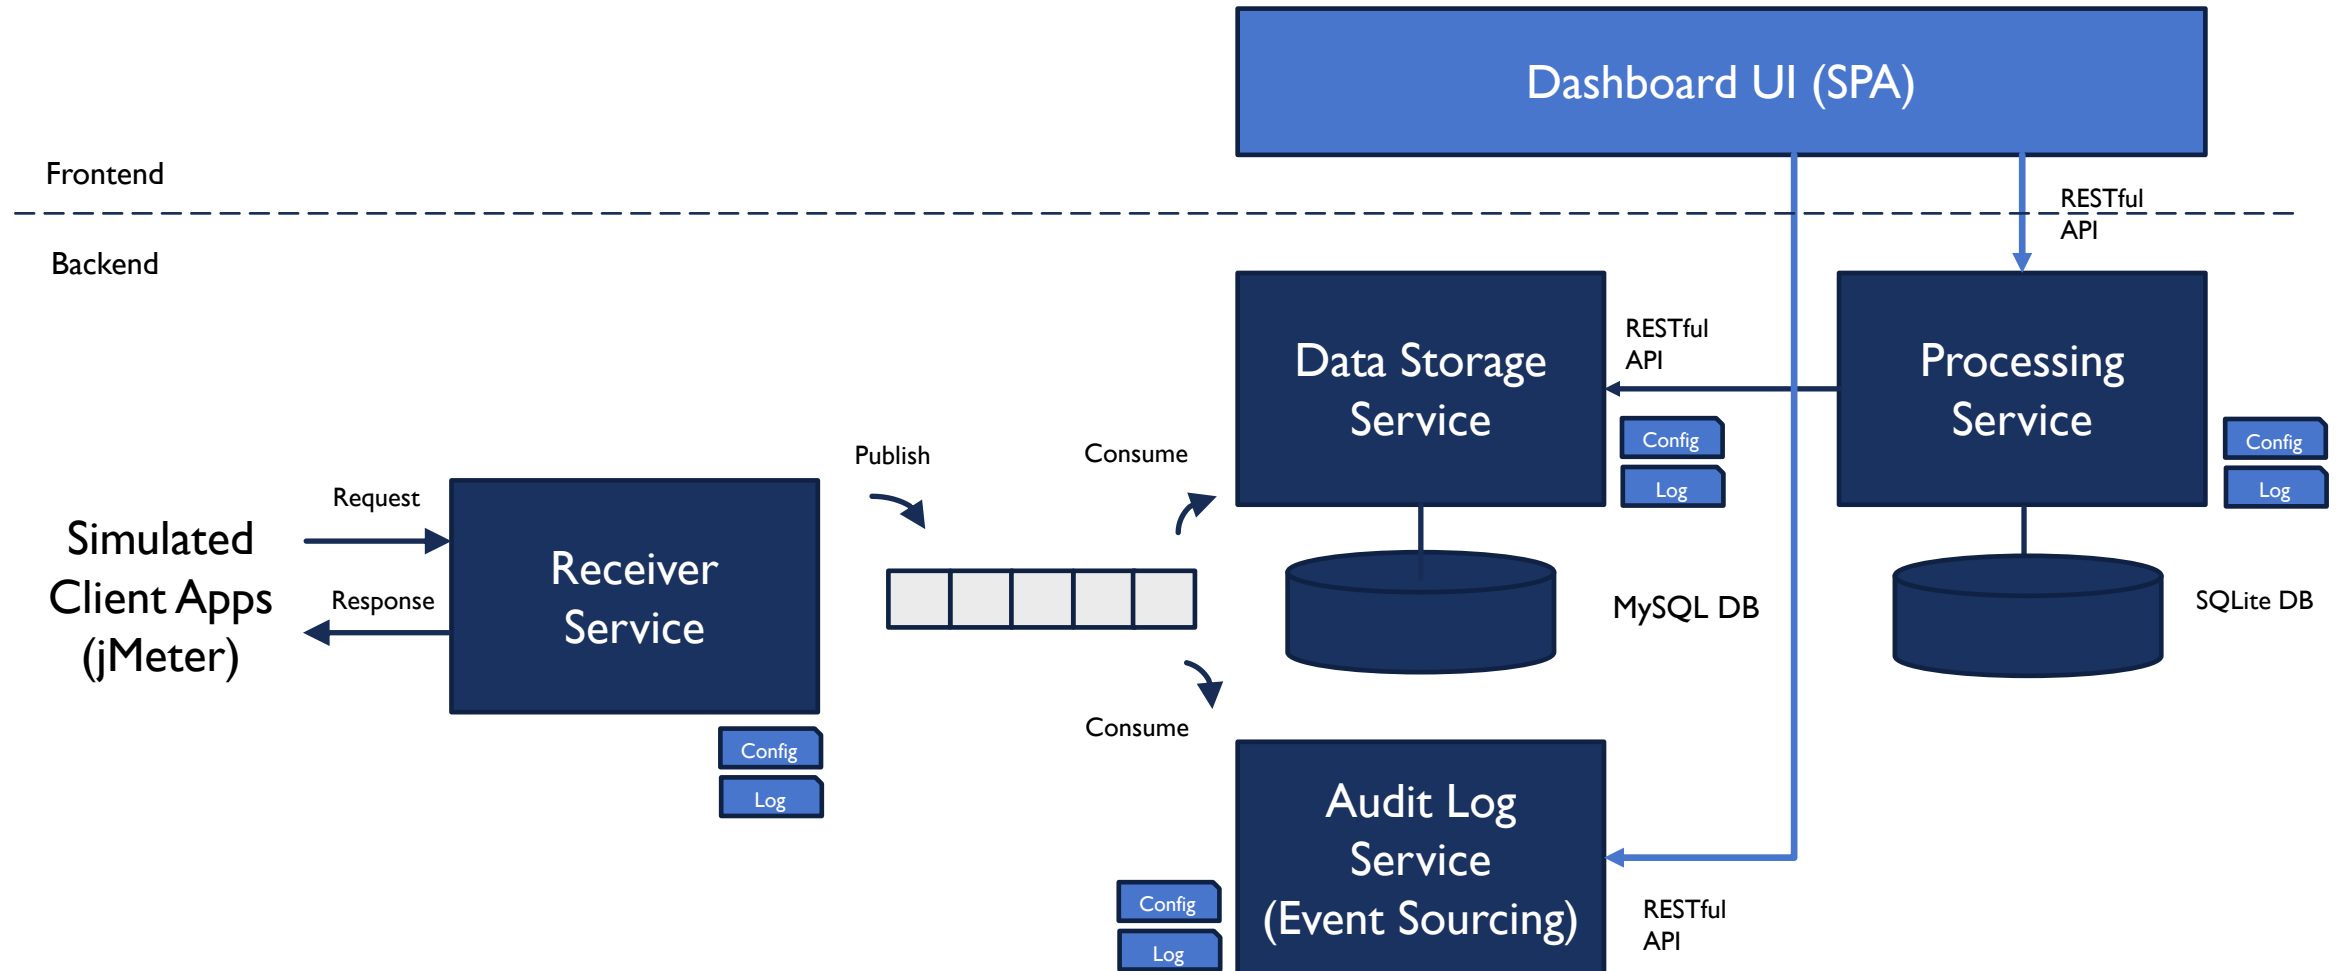 Dashboard UI (SPA)
Frontend
RESTful
API
Backend
Data Storage
Service
RESTful
API
Processing
Service
Config
Log
Config
Log
Publish
Consume
Request
Simulated
Client Apps
(jMeter)
Response
Receiver
Service
MySQL DB
SQLite DB
Consume
Config
Log
Audit Log
Service
(Event Sourcing)
Config
Log
RESTful
API